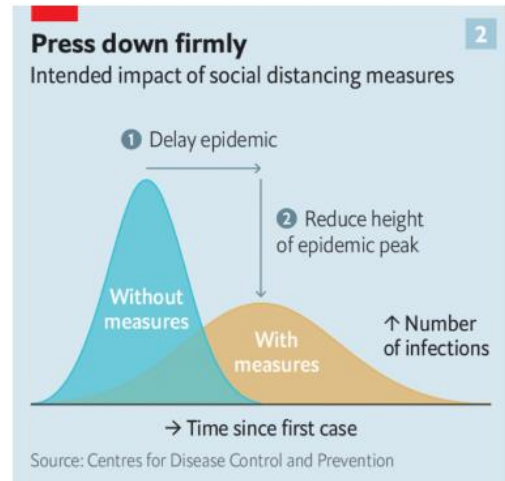 Press down firmly
2
Intended impact of social distancing measures
1 Delay epidemic
2 Reduce height
of epidemic peak
Without
measures
With
measures
↑ Number
of infections
→ Time since first case
Source: Centres for Disease Control and Prevention